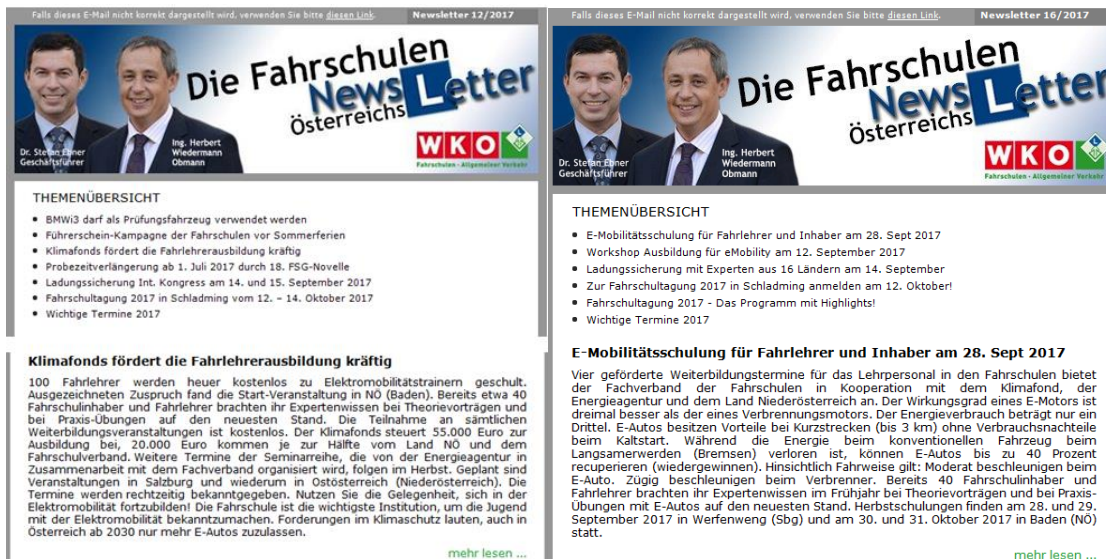 Falls dieses E-Mail nicht korrekt dargestellt wird, verwenden Sie bitte diesen Link.
Newsletter 12/2017
Die Fahrschulen
NewsLetter
Österreichs
Dr. Stefan Ebner
Geschäftsführer
Ing. Herbert
Wiedermann
Obmann
WKO
Fahrschulen - Allgemeiner Verkehr
THEMENÜBERSICHT
• BMWi3 darf als Prüfungsfahrzeug verwendet werden
• Führerschein-Kampagne der Fahrschulen vor Sommerferien
• Klimafonds fördert die Fahrlehrerausbildung kräftig
• Probezeitverlängerung ab 1. Juli 2017 durch 18. FSG-Novelle
• Ladungssicherung Int. Kongress am 14. und 15. September 2017
• Fahrschultagung 2017 in Schladming vom 12. – 14. Oktober 2017
• Wichtige Termine 2017
Klimafonds fördert die Fahrlehrerausbildung kräftig
100 Fahrlehrer werden heuer kostenlos zu Elektromobilitätstrainern geschult.
Ausgezeichneten Zuspruch fand die Start-Veranstaltung in NÖ (Baden). Bereits etwa 40
Fahrschulinhaber und Fahrlehrer brachten ihr Expertenwissen bei Theorievorträgen und
bei Praxis-Übungen auf den neuesten Stand. Die Teilnahme an sämtlichen
Weiterbildungsveranstaltungen ist kostenlos. Der Klimafonds steuert 55.000 Euro zur
Ausbildung bei, 20.000 Euro kommen je zur Hälfte vom Land NÖ und dem
Fahrschulverband. Weitere Termine der Seminarreihe, die von der Energieagentur in
Zusammenarbeit mit dem Fachverband organisiert wird, folgen im Herbst. Geplant sind
Veranstaltungen in Salzburg und wiederum in Ostösterreich (Niederösterreich). Die
Termine werden rechtzeitig bekanntgegeben. Nutzen Sie die Gelegenheit, sich in der
Elektromobilität fortzubilden! Die Fahrschule ist die wichtigste Institution, um die Jugend
mit der Elektromobilität bekanntzumachen. Forderungen im Klimaschutz lauten, auch in
Österreich ab 2030 nur mehr E-Autos zuzulassen.
mehr lesen ...
Falls dieses E-Mail nicht korrekt dargestellt wird, verwenden Sie bitte diesen Link.
Newsletter 16/2017
Die Fahrschulen
NewsLetter
Österreichs
Dr. Stefan Ebner
Geschäftsführer
Ing. Herbert
Wiedermann
Obmann
WKO
Fahrschulen - Allgemeiner Verkehr
THEMENÜBERSICHT
• E-Mobilitätsschulung für Fahrlehrer und Inhaber am 28. Sept 2017
• Workshop Ausbildung für eMobility am 12. September 2017
• Ladungssicherung mit Experten aus 16 Ländern am 14. September
• Zur Fahrschultagung 2017 in Schladming anmelden am 12. Oktober!
• Fahrschultagung 2017 - Das Programm mit Highlights!
• Wichtige Termine 2017
E-Mobilitätsschulung für Fahrlehrer und Inhaber am 28. Sept 2017
Vier geförderte Weiterbildungstermine für das Lehrpersonal in den Fahrschulen bietet
der Fachverband der Fahrschulen in Kooperation mit dem Klimafond, der
Energieagentur und dem Land Niederösterreich an. Der Wirkungsgrad eines E-Motors ist
dreimal besser als der eines Verbrennungsmotors. Der Energieverbrauch beträgt nur ein
Drittel. E-Autos besitzen Vorteile bei Kurzstrecken (bis 3 km) ohne Verbrauchsnachteile
beim Kaltstart. Während die Energie beim konventionellen Fahrzeug beim
Langsamerwerden (Bremsen) verloren ist, können E-Autos bis zu 40 Prozent
recuperieren (wiedergewinnen). Hinsichtlich Fahrweise gilt: Moderat beschleunigen beim
E-Auto. Zügig beschleunigen beim Verbrenner. Bereits 40 Fahrschulinhaber und
Fahrlehrer brachten ihr Expertenwissen im Frühjahr bei Theorievorträgen und bei Praxis-
Übungen mit E-Autos auf den neuesten Stand. Herbstschulungen finden am 28. und 29.
September 2017 in Werfenweng (Sbg) und am 30. und 31. Oktober 2017 in Baden (NÖ)
statt.
mehr lesen ...